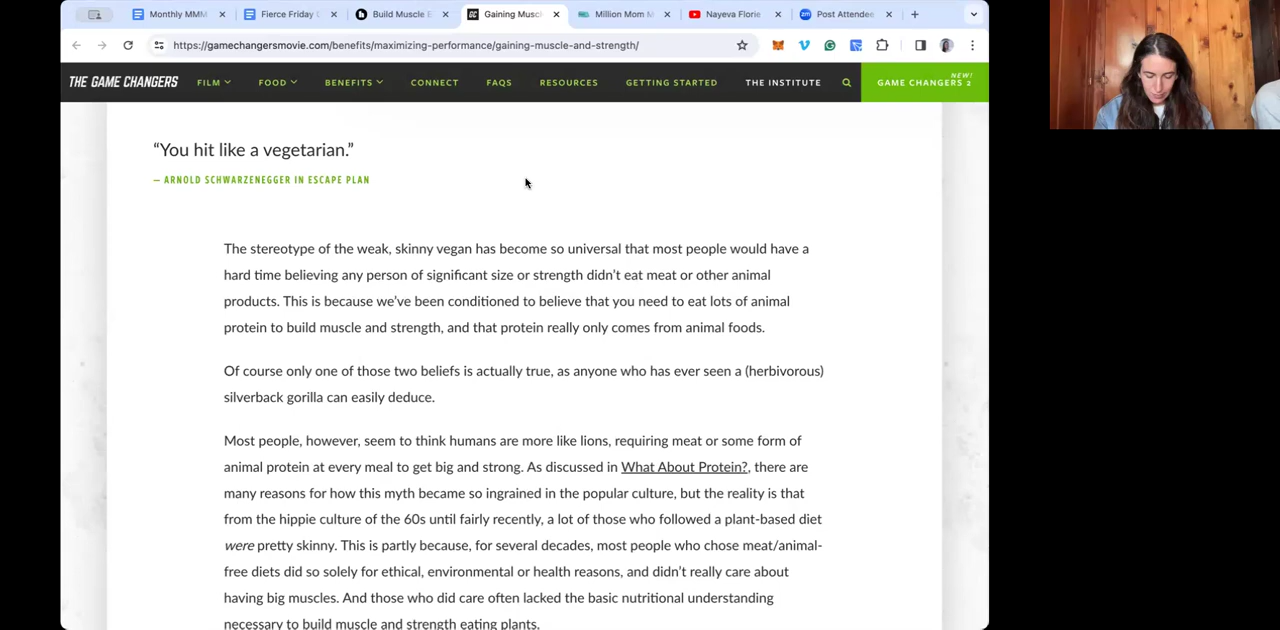 Monthly MMM
Fierce Friday
Build Muscle
Gaining Musc
Million Mom M
Nayeva Florie
Post Attendee
https://gamechangersmovie.com/benefits/maximizing-performance/gaining-muscle-and-strength/
THE GAME CHANGERS
FILM
FOOD
BENEFITS
CONNECT
FAQS
RESOURCES
GETTING STARTED
THE INSTITUTE
NEW!
GAME CHANGERS 2
“You hit like a vegetarian.”
— ARNOLD SCHWARZENEGGER IN ESCAPE PLAN
The stereotype of the weak, skinny vegan has become so universal that most people would have a
hard time believing any person of significant size or strength didn’t eat meat or other animal
products. This is because we’ve been conditioned to believe that you need to eat lots of animal
protein to build muscle and strength, and that protein really only comes from animal foods.
Of course only one of those two beliefs is actually true, as anyone who has ever seen a (herbivorous)
silverback gorilla can easily deduce.
Most people, however, seem to think humans are more like lions, requiring meat or some form of
animal protein at every meal to get big and strong. As discussed in What About Protein?, there are
many reasons for how this myth became so ingrained in the popular culture, but the reality is that
from the hippie culture of the 60s until fairly recently, a lot of those who followed a plant-based diet
were pretty skinny. This is partly because, for several decades, most people who chose meat/animal-
free diets did so solely for ethical, environmental or health reasons, and didn’t really care about
having big muscles. And those who did care often lacked the basic nutritional understanding
necessary to build muscle and strength eating plants.